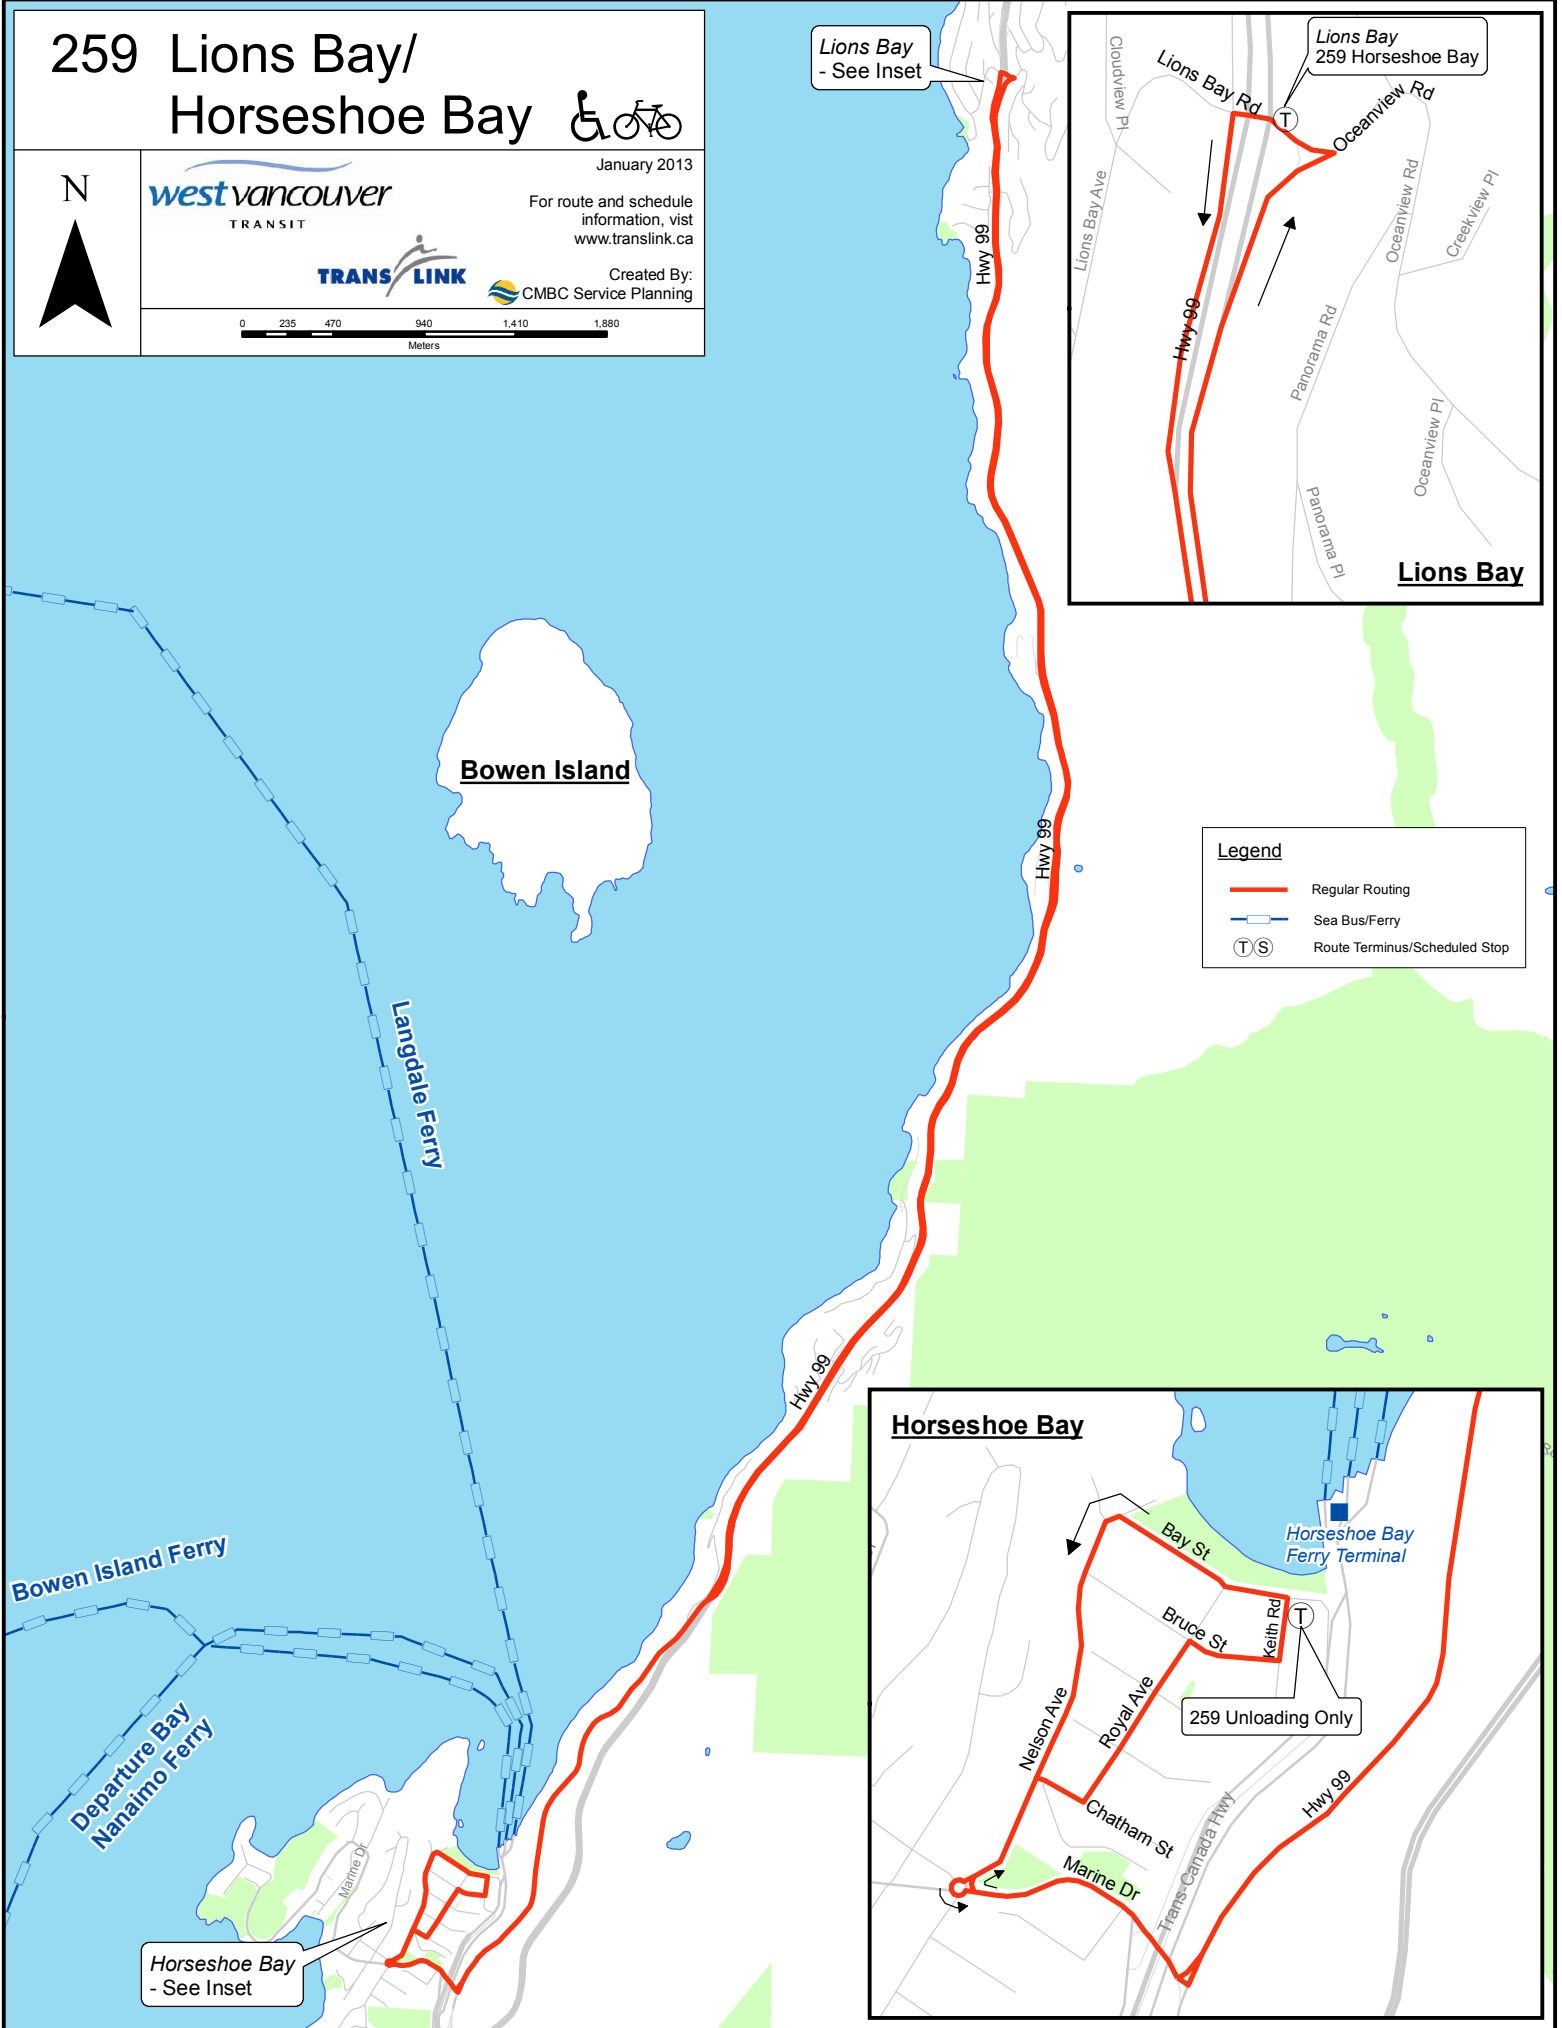 259 Lions Bay/
Horseshoe Bay
N
west vancouver
TRANSIT
TRANS LINK
January 2013
For route and schedule
information, vist
www.translink.ca
Created By:
CMBC Service Planning
0 235 470 940 1,410 1,880
Meters
Lions Bay
- See Inset
Hwy 99
Cloudview Pl
Lions Bay Rd
Lions Bay
259 Horseshoe Bay
T
Oceanview Rd
Lions Bay Ave
Oceanview Rd
Creekview Pl
Hwy 99
Panorama Rd
Oceanview Pl
Panorama Pl
Lions Bay
Bowen Island
Hwy 99
Legend
Regular Routing
Sea Bus/Ferry
T S Route Terminus/Scheduled Stop
Langdale Ferry
Hwy 99
Bowen Island Ferry
Departure Bay
Nanaimo Ferry
Marine Dr
Horseshoe Bay
- See Inset
Horseshoe Bay
Bay St
Horseshoe Bay
Ferry Terminal
Bruce St
Keith Rd
T
259 Unloading Only
Nelson Ave
Royal Ave
Chatham St
Marine Dr
Trans-Canada Hwy
Hwy 99